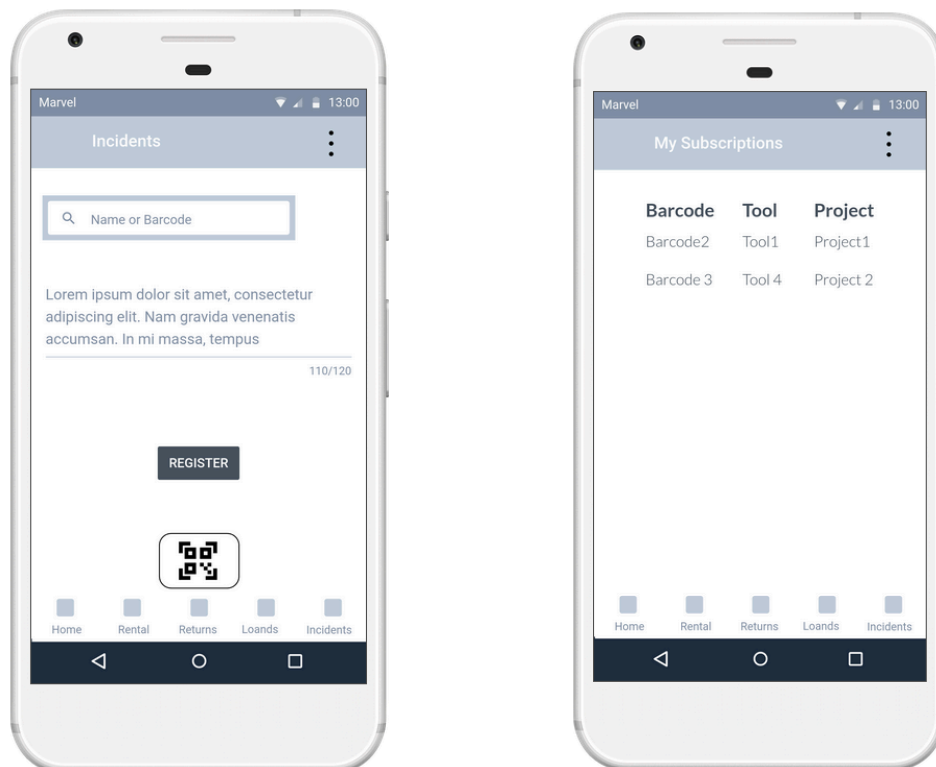 Marvel 13:00
Incidents
Name or Barcode
Lorem ipsum dolor sit amet, consectetur
adipiscing elit. Nam gravida venenatis
accumsan. In mi massa, tempus
110/120
REGISTER
Home Rental Returns Loands Incidents
Marvel 13:00
My Subscriptions
Barcode Tool Project
Barcode2 Tool1 Project1
Barcode 3 Tool 4 Project 2
Home Rental Returns Loands Incidents